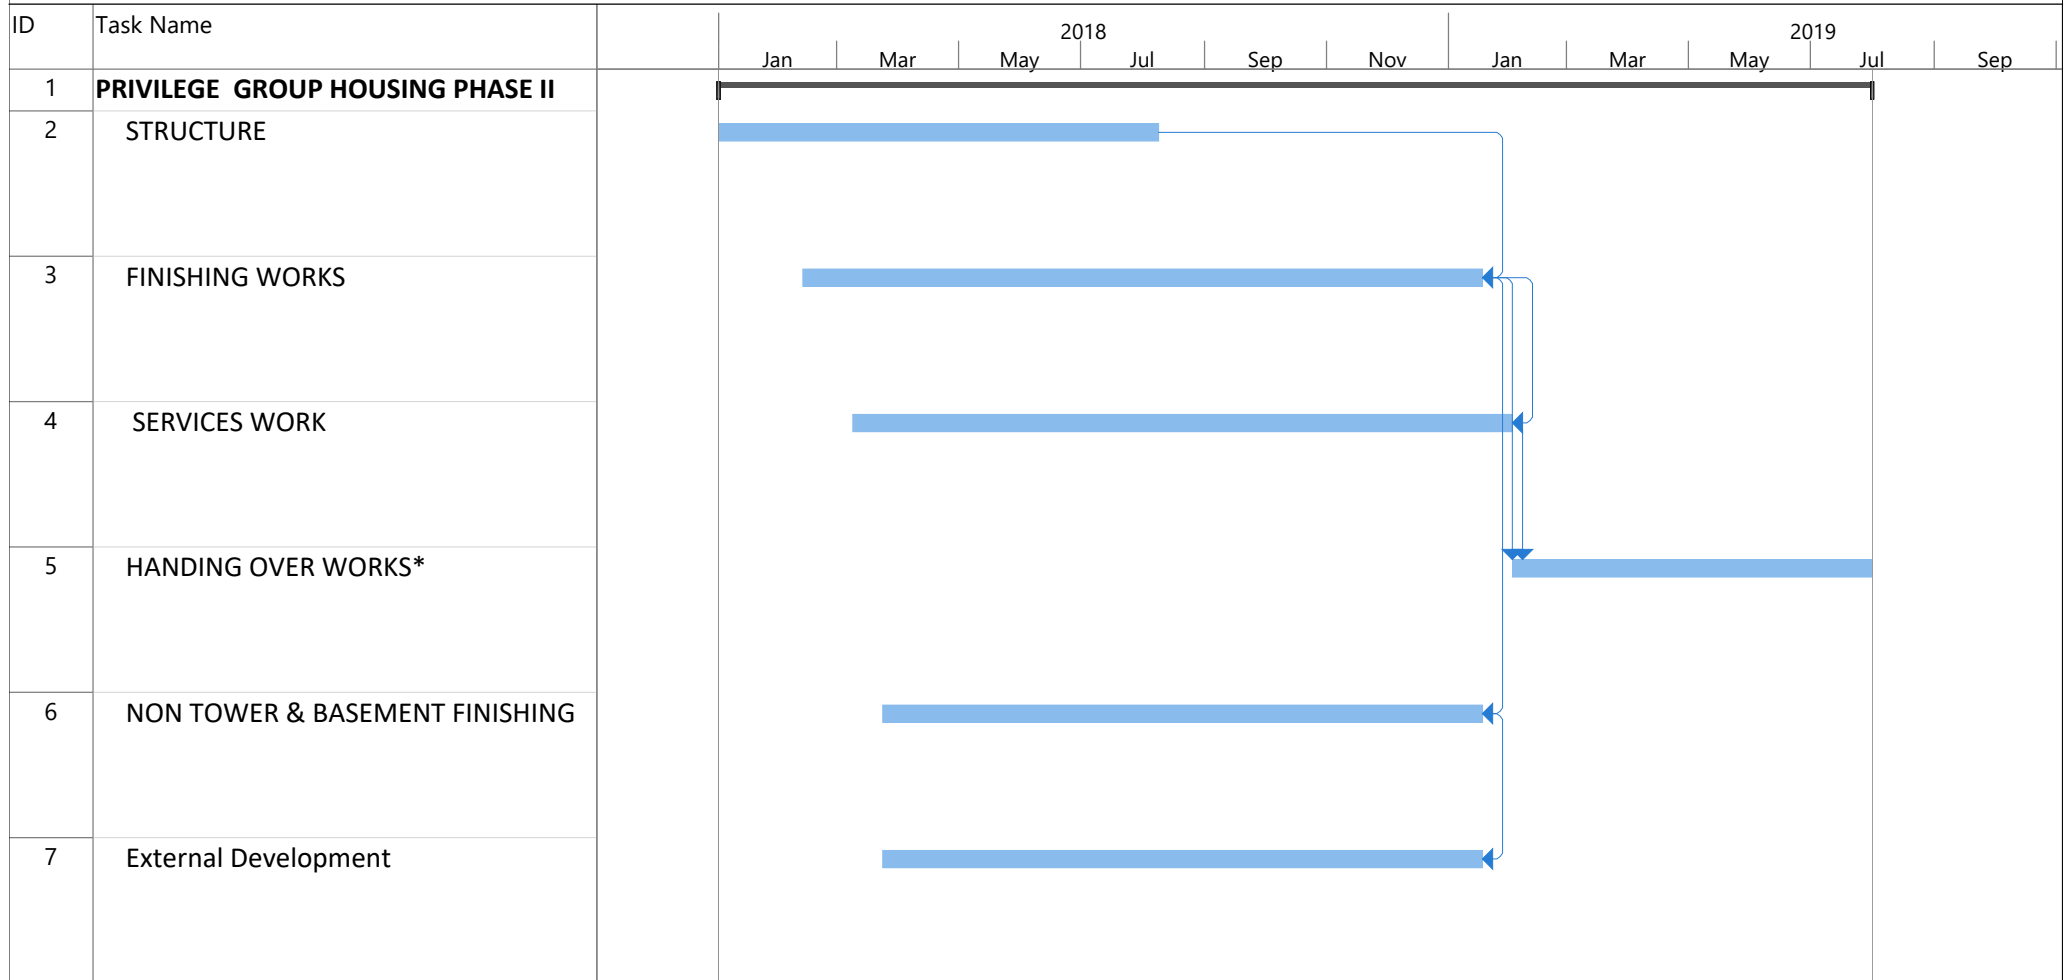 ID Task Name 2018 2019
Jan Mar May Jul Sep Nov Jan Mar May Jul Sep
1 PRIVILEGE GROUP HOUSING PHASE II
2 STRUCTURE
3 FINISHING WORKS
4 SERVICES WORK
5 HANDING OVER WORKS*
6 NON TOWER & BASEMENT FINISHING
7 External Development